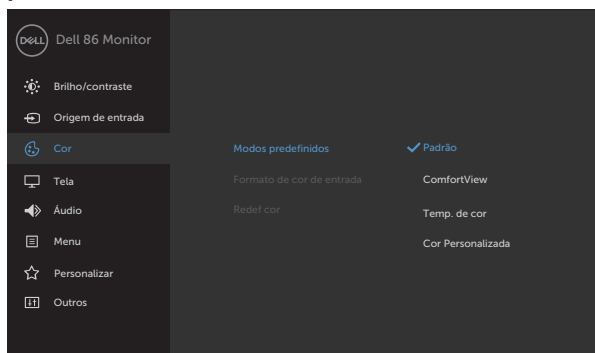 DELL Dell 86 Monitor
Brilho/contraste
Origem de entrada
Cor
Modos predefinidos
Padrão
Tela
Formato de cor de entrada
ComfortView
Áudio
Redef cor
Temp. de cor
Menu
Cor Personalizada
Personalizar
Outros